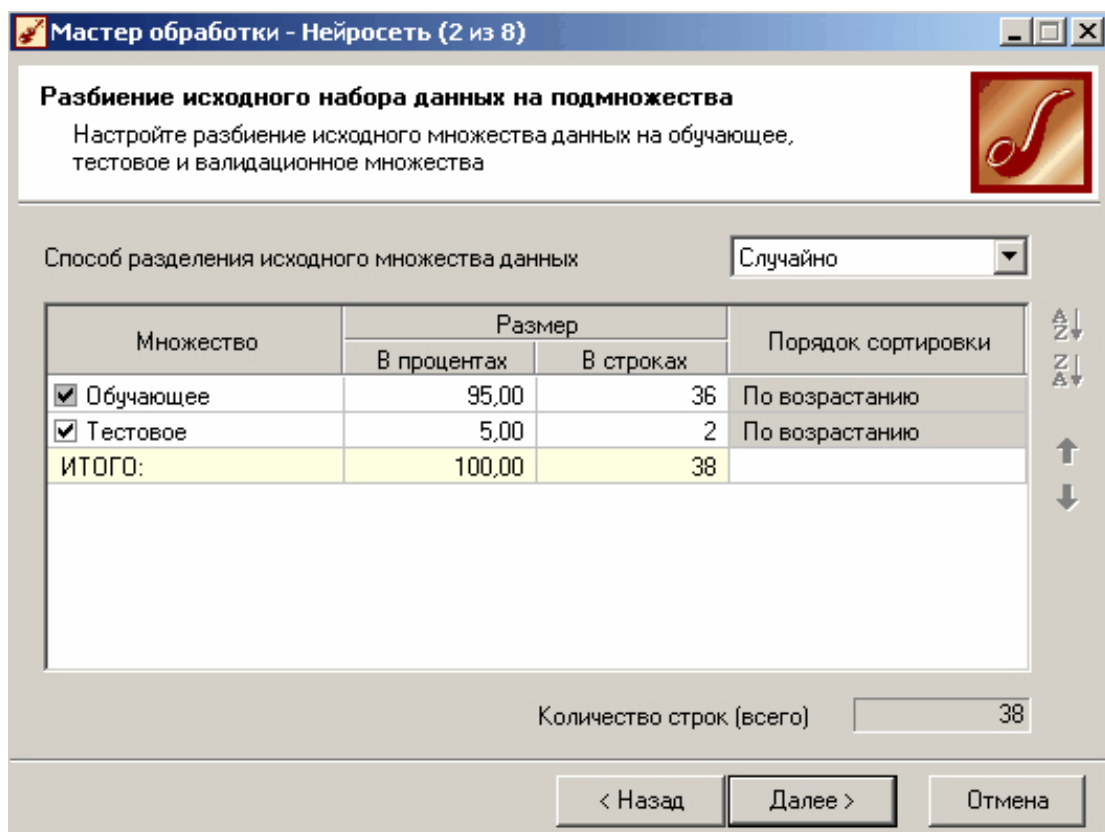 Мастер обработки - Нейросеть (2 из 8)
Разбиение исходного набора данных на подмножества
Настройте разбиение исходного множества данных на обучающее,
тестовое и валидационное множества
Способ разделения исходного множества данных Случайно
Множество Размер Порядок сортировки
В процентах В строках
Обучающее 95,00 36 По возрастанию
Тестовое 5,00 2 По возрастанию
ИТОГО: 100,00 38
A Z
Z A
Количество строк (всего) 38
< Назад Далее > Отмена